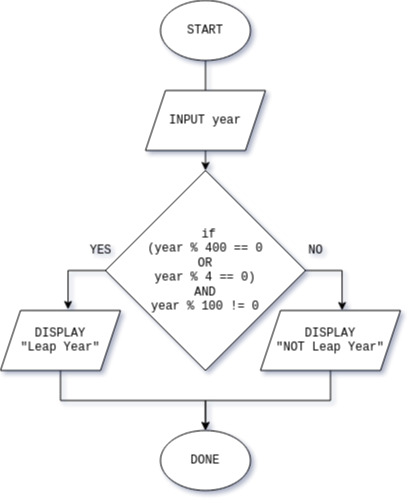 START
INPUT year
if
(year % 400 == 0
OR
year % 4 == 0)
AND
year % 100 != 0
YES
NO
DISPLAY
"Leap Year"
DISPLAY
"NOT Leap Year"
DONE